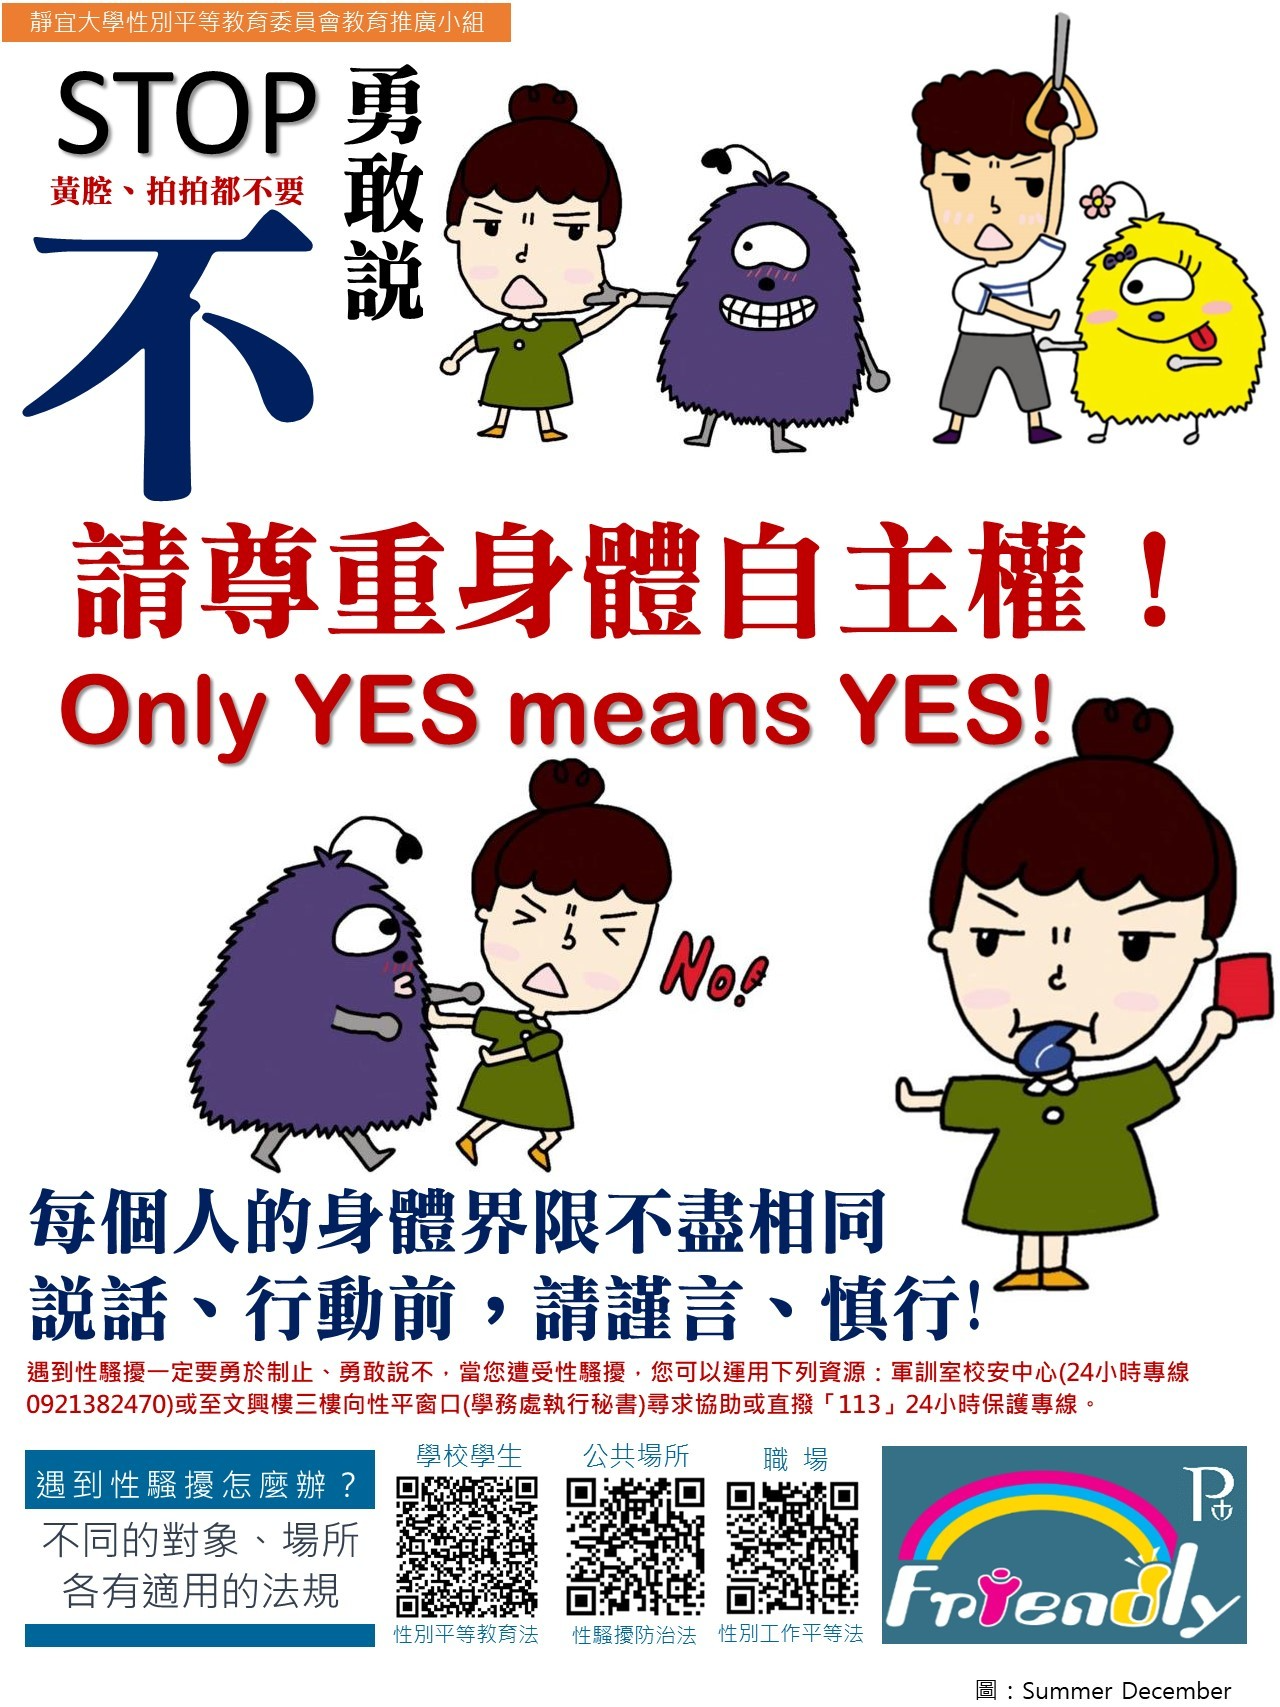 靜宜大學性別平等教育委員會教育推廣小組
STOP
黃腔、拍拍都不要
勇敢説
不
請尊重身體自主權！
Only YES means YES!
No!
每個人的身體界限不盡相同
説話、行動前，請謹言、慎行!
遇到性騷擾一定要勇於制止、勇敢說不，當您遭受性騷擾，您可以運用下列資源：軍訓室校安中心(24小時專線
0921382470)或至文興樓三樓向性平窗口(學務處執行秘書)尋求協助或直撥「113」24小時保護專線。
遇到性騷擾怎麼辦？
不同的對象、場所
各有適用的法規
學校學生
性別平等教育法
公共場所
性騷擾防治法
職 場
性別工作平等法
Friendly
圖：Summer December